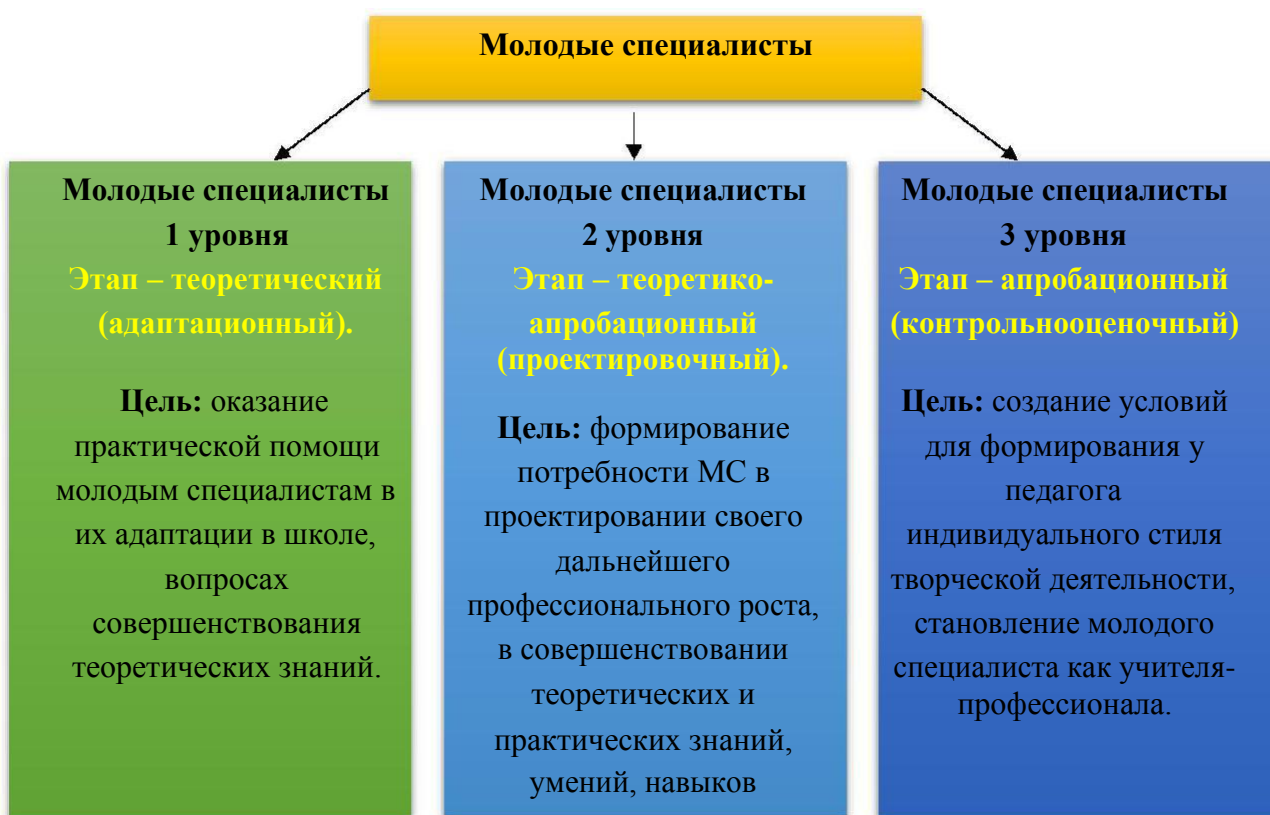 Молодые специалисты
Молодые специалисты
1 уровня
Этап – теоретический
(адаптационный).
Цель: оказание
практической помощи
молодым специалистам в
их адаптации в школе,
вопросах
совершенствования
теоретических знаний.
Молодые специалисты
2 уровня
Этап – теоретико-
апробационный
(проектировочный).
Цель: формирование
потребности МС в
проектировании своего
дальнейшего
профессионального роста,
в совершенствовании
теоретических и
практических знаний,
умений, навыков
Молодые специалисты
3 уровня
Этап – апробационный
(контрольнооценочный)
Цель: создание условий
для формирования у
педагога
индивидуального стиля
творческой деятельности,
становление молодого
специалиста как учителя-
профессионала.